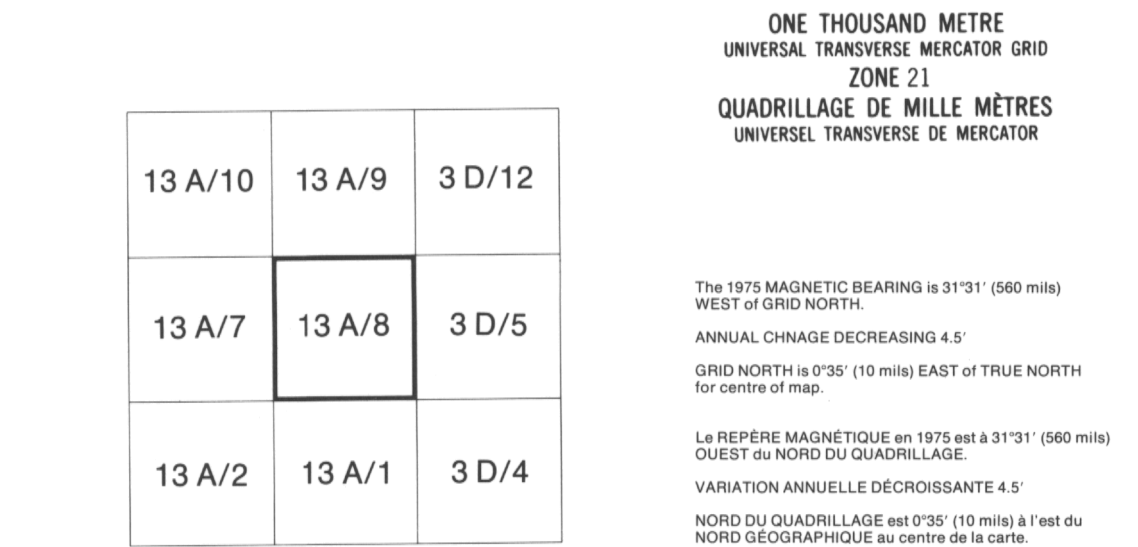 ONE THOUSAND METRE
UNIVERSAL TRANSVERSE MERCATOR GRID
ZONE 21
QUADRILLAGE DE MILLE MÈTRES
UNIVERSEL TRANSVERSE DE MERCATOR
13 A/10 13 A/9 3 D/12
13 A/7 13 A/8 3 D/5
13 A/2 13 A/1 3 D/4
The 1975 MAGNETIC BEARING is 31°31′ (560 mils)
WEST of GRID NORTH.
ANNUAL CHNAGE DECREASING 4.5′
GRID NORTH is 0°35′ (10 mils) EAST of TRUE NORTH
for centre of map.
Le REPÈRE MAGNÉTIQUE en 1975 est à 31°31′ (560 mils)
OUEST du NORD DU QUADRILLAGE.
VARIATION ANNUELLE DÉCROISSANTE 4.5′
NORD DU QUADRILLAGE est 0°35′ (10 mils) à l'est du
NORD GÉOGRAPHIQUE au centre de la carte.